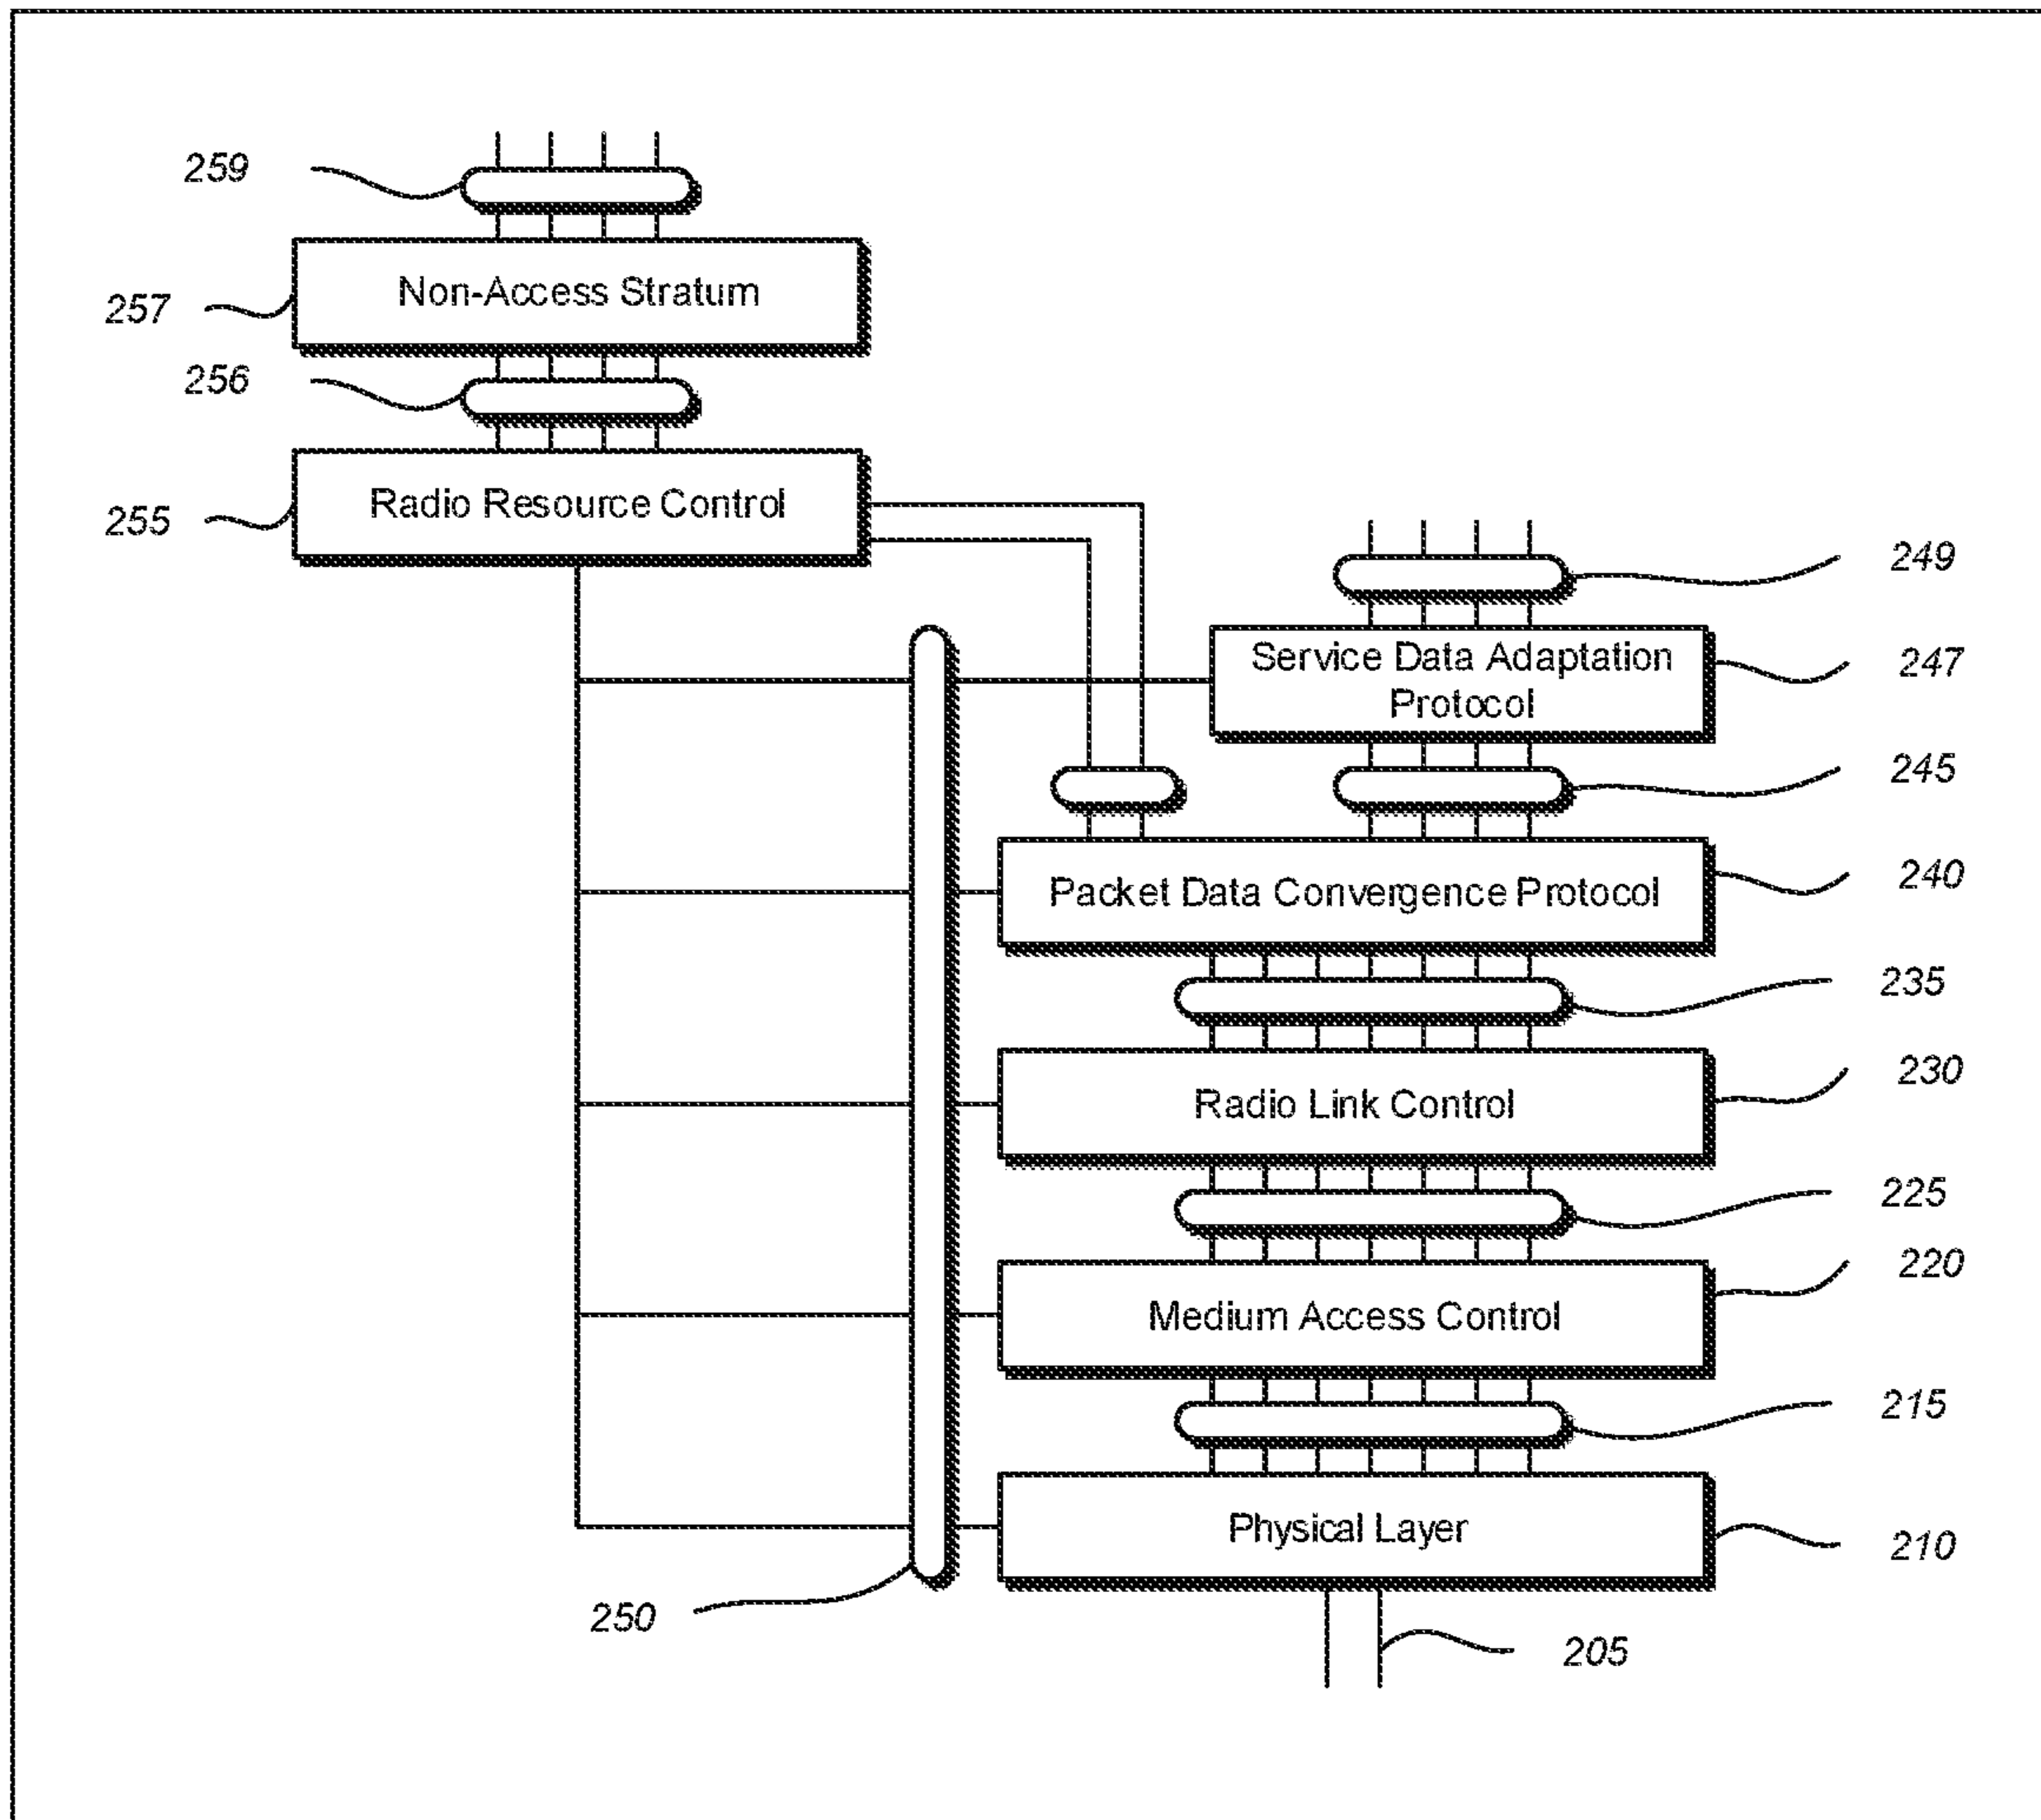 259
Non-Access Stratum
257
256
Radio Resource Control
255
249
Service Data Adaptation
Protocol
247
245
Packet Data Convergence Protocol
240
235
Radio Link Control
230
225
Medium Access Control
220
215
Physical Layer
210
250
205